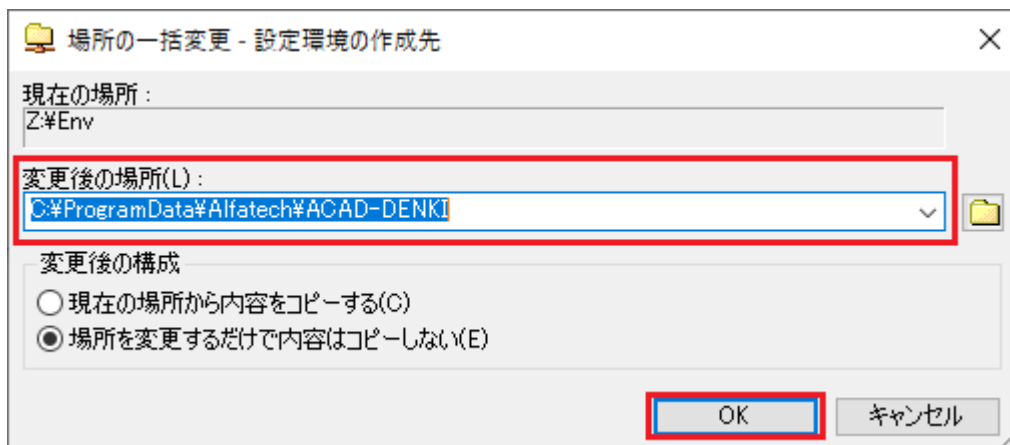 場所の一括変更 - 設定環境の作成先
現在の場所 :
Z:¥Env
変更後の場所(L) :
C:¥ProgramData¥Alfatech¥ACAD-DENKI
変更後の構成
現在の場所から内容をコピーする(C)
場所を変更するだけで内容はコピーしない(E)
OK キャンセル